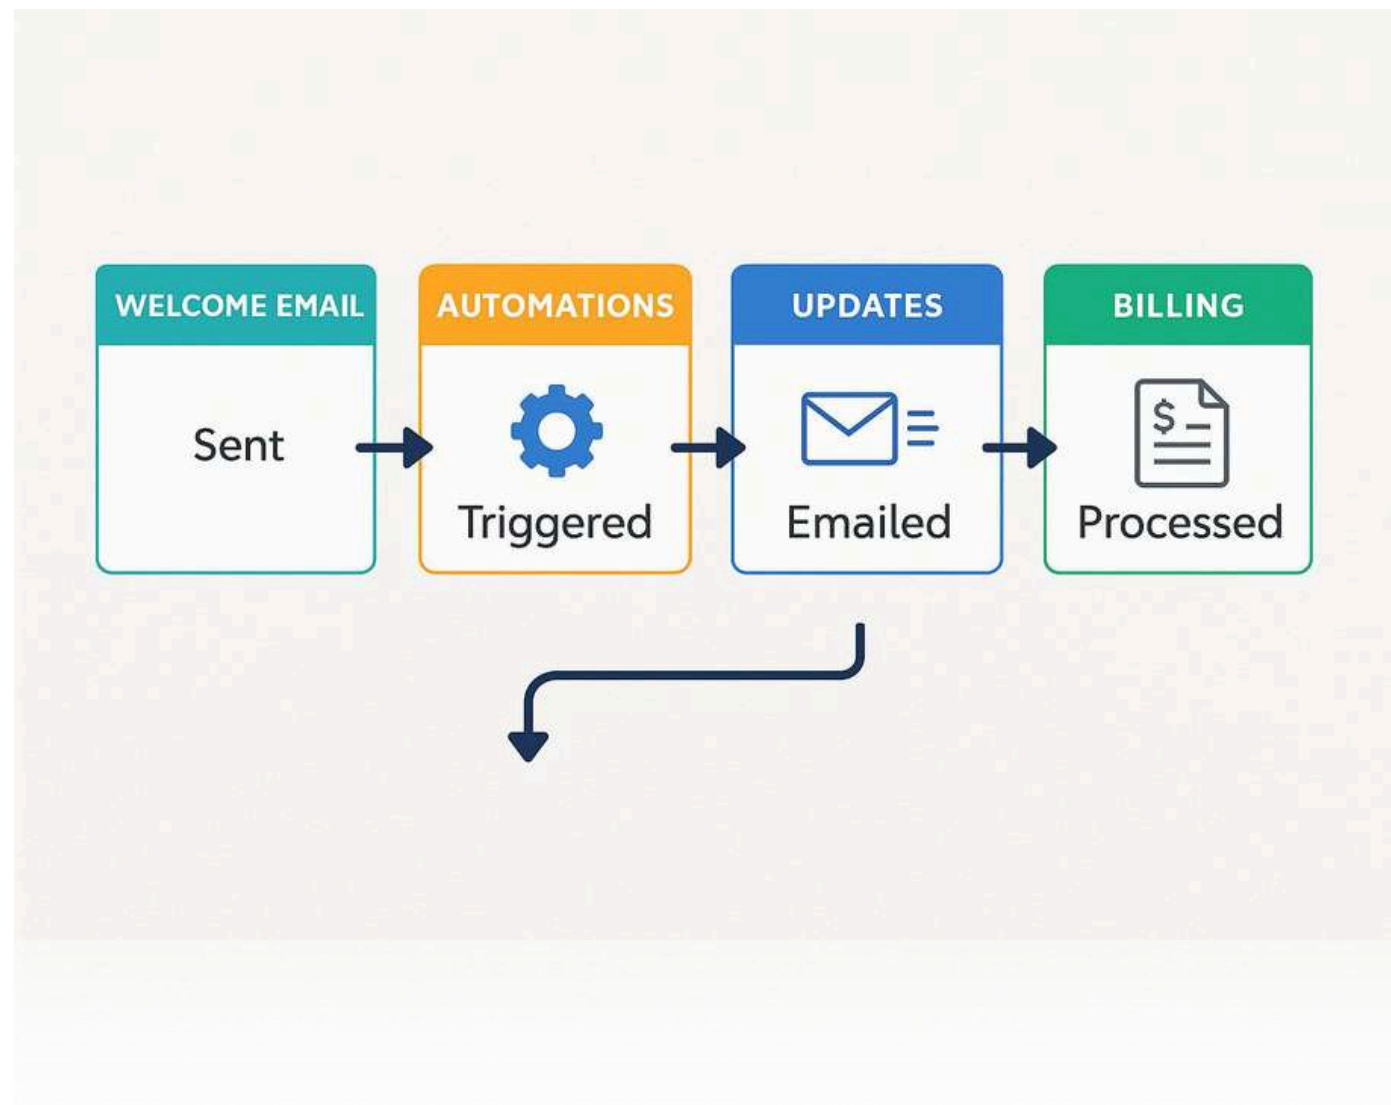 WELCOME EMAIL
Sent
AUTOMATIONS
Triggered
UPDATES
Emailed
BILLING
$
Processed